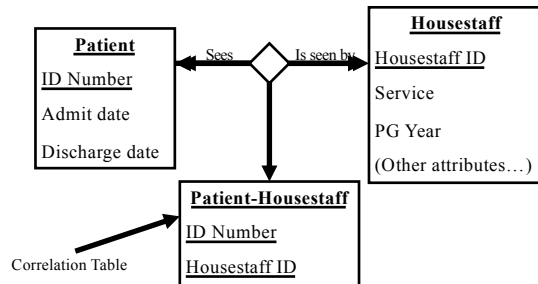 Patient
ID Number
Admit date
Discharge date
Sees
Is seen by
Housestaff
Housestaff ID
Service
PG Year
(Other attributes…)
Patient-Housestaff
ID Number
Housestaff ID
Correlation Table